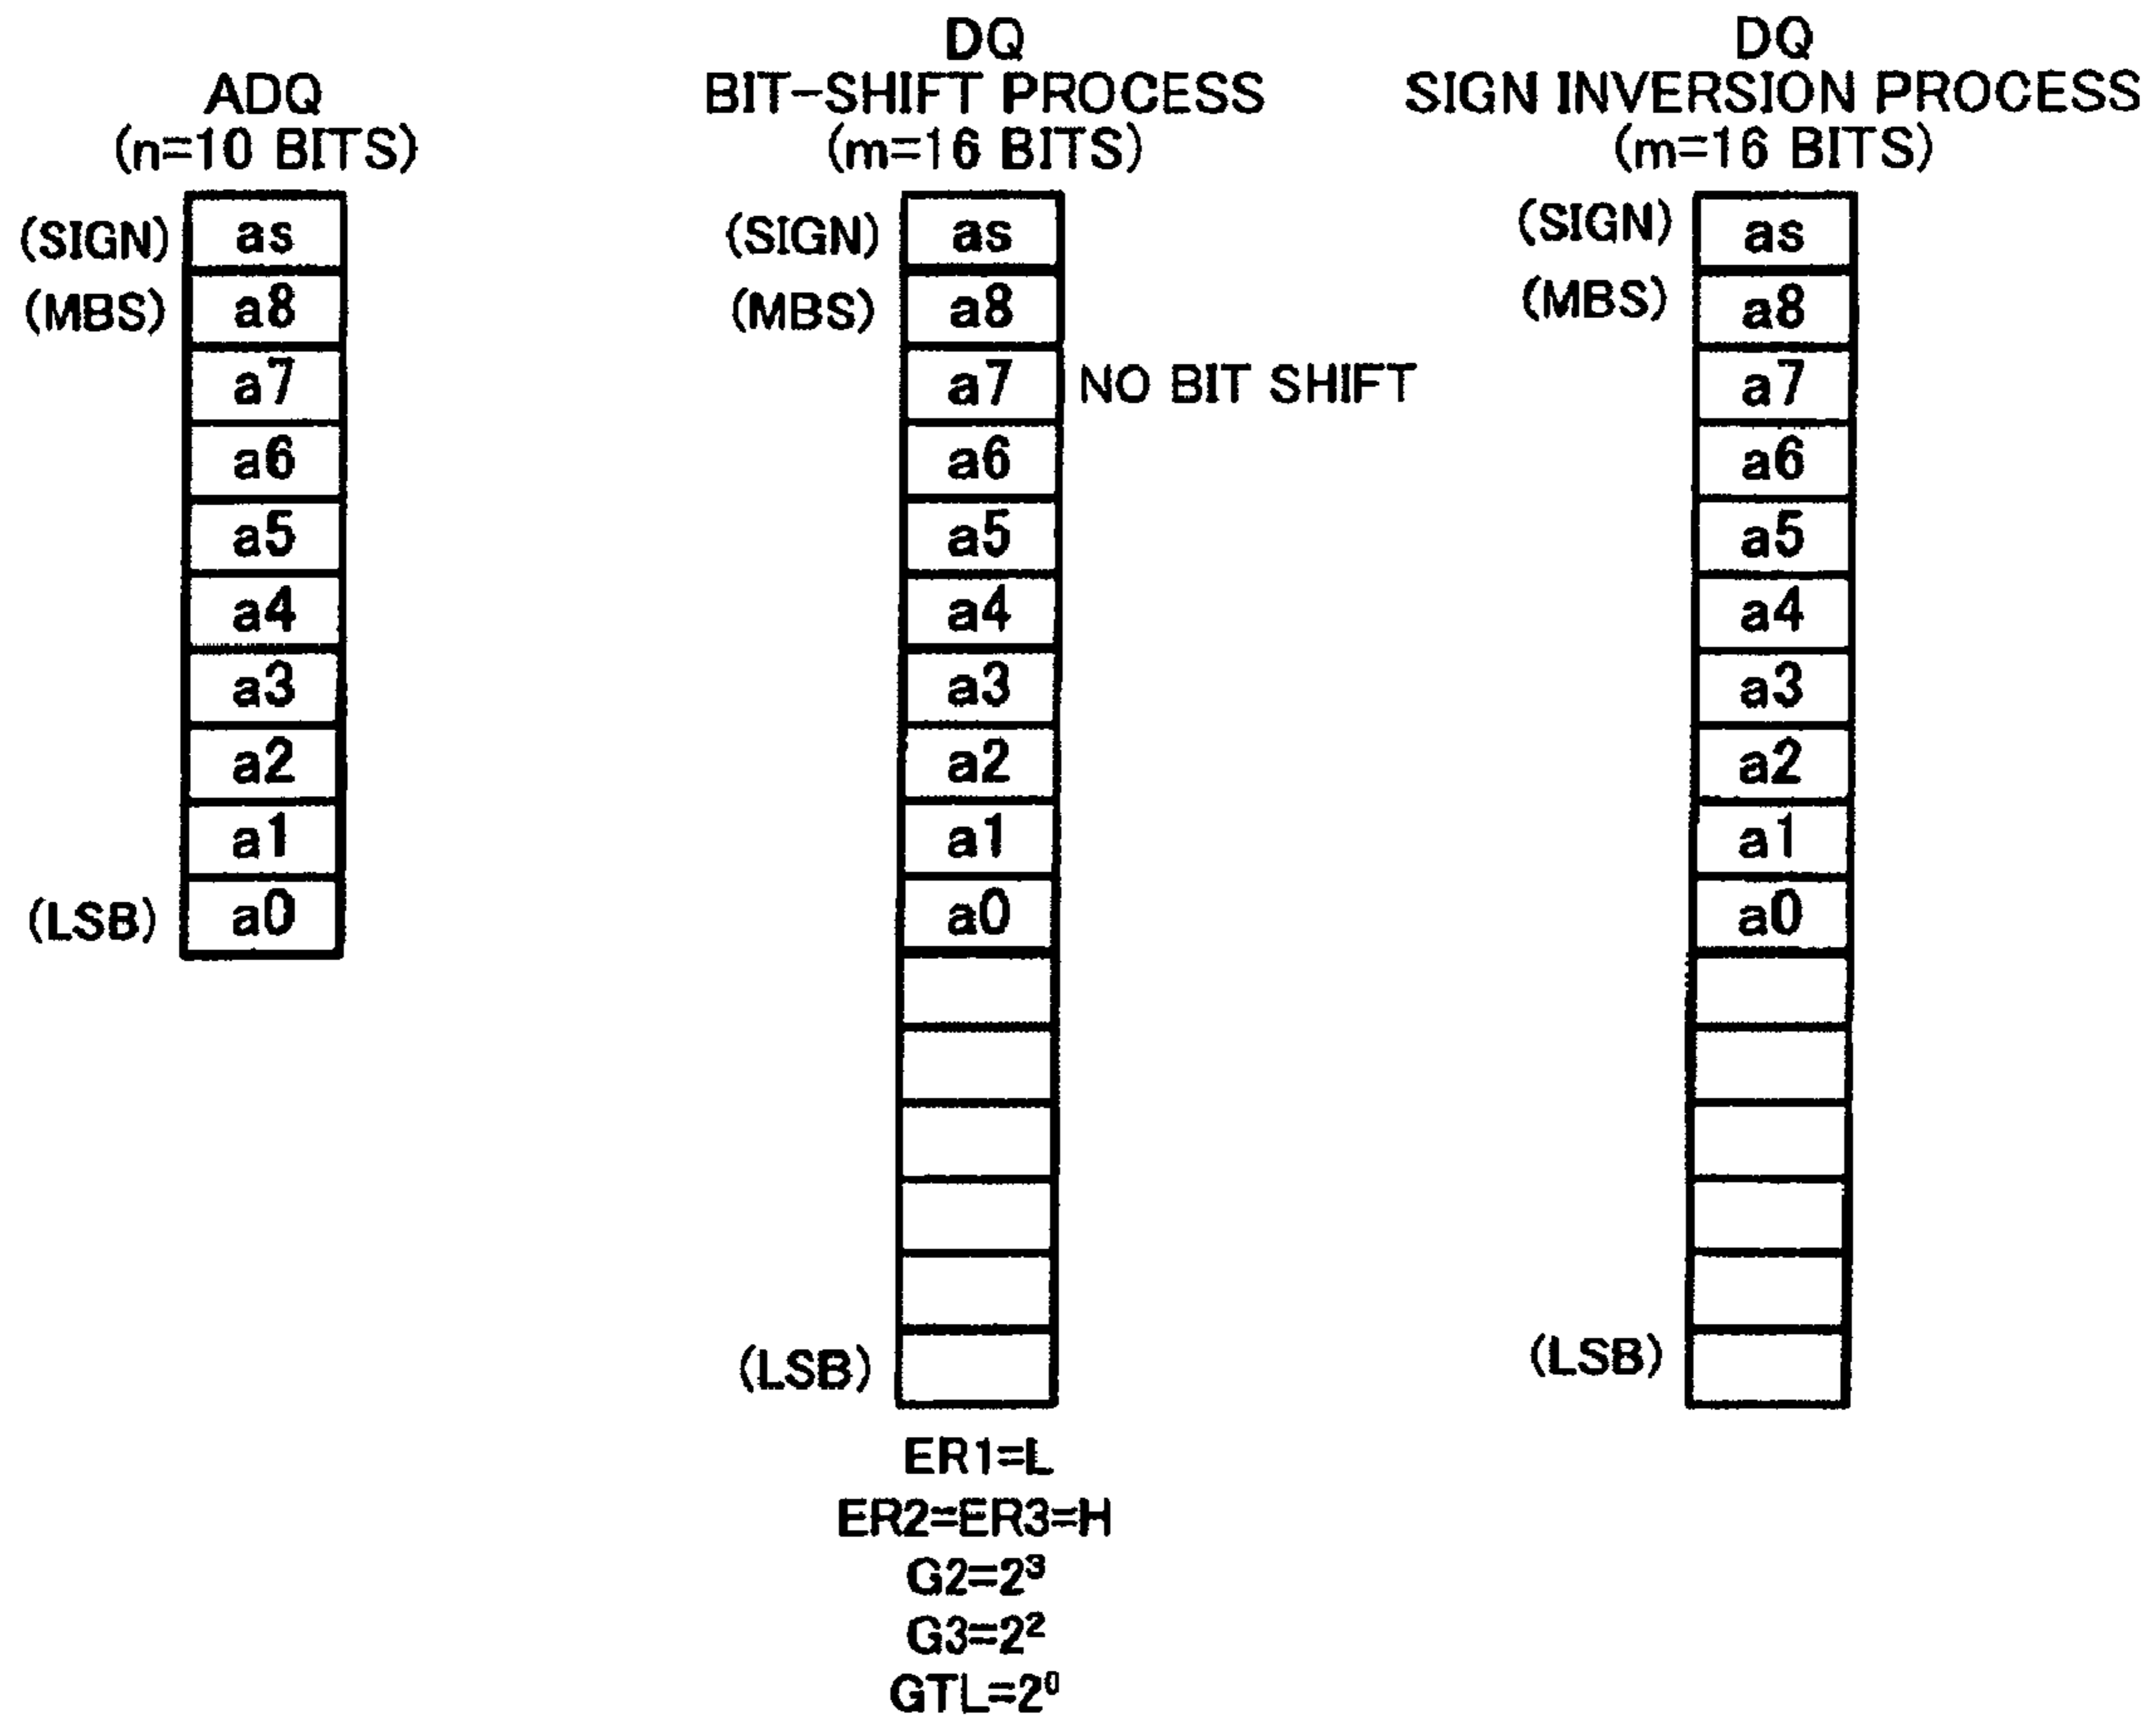 ADQ
(n=10 BITS)
(SIGN) as
(MBS) a8
a7
a6
a5
a4
a3
a2
a1
(LSB) a0
DQ
BIT-SHIFT PROCESS
(m=16 BITS)
(SIGN) as
(MBS) a8
a7 NO BIT SHIFT
a6
a5
a4
a3
a2
a1
a0
(LSB)
ER1=L
ER2=ER3=H
G2=2³
G3=2²
GTL=2⁰
DQ
SIGN INVERSION PROCESS
(m=16 BITS)
(SIGN) as
(MBS) a8
a7
a6
a5
a4
a3
a2
a1
a0
(LSB)